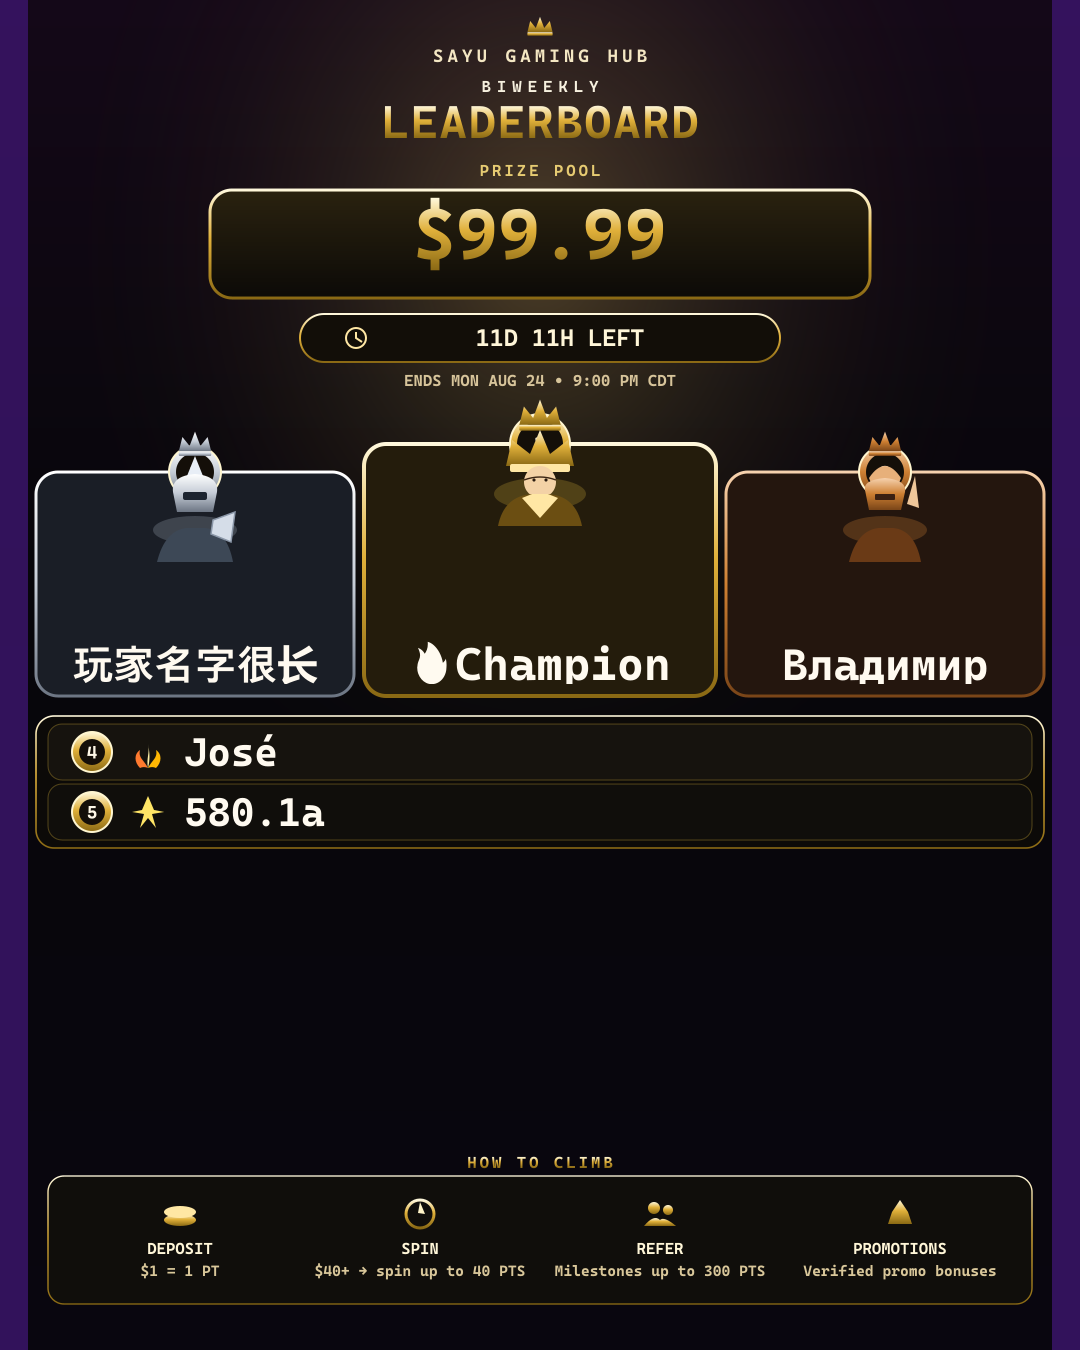 SAYU GAMING HUB
BIWEEKLY
LEADERBOARD
PRIZE POOL
$99.99
11D 11H LEFT
ENDS MON AUG 24 • 9:00 PM CDT
玩家名字很长
Champion
Владимир
4 José
5 580.1a
HOW TO CLIMB
DEPOSIT
$1 = 1 PT
SPIN
$40+ → spin up to 40 PTS
REFER
Milestones up to 300 PTS
PROMOTIONS
Verified promo bonuses